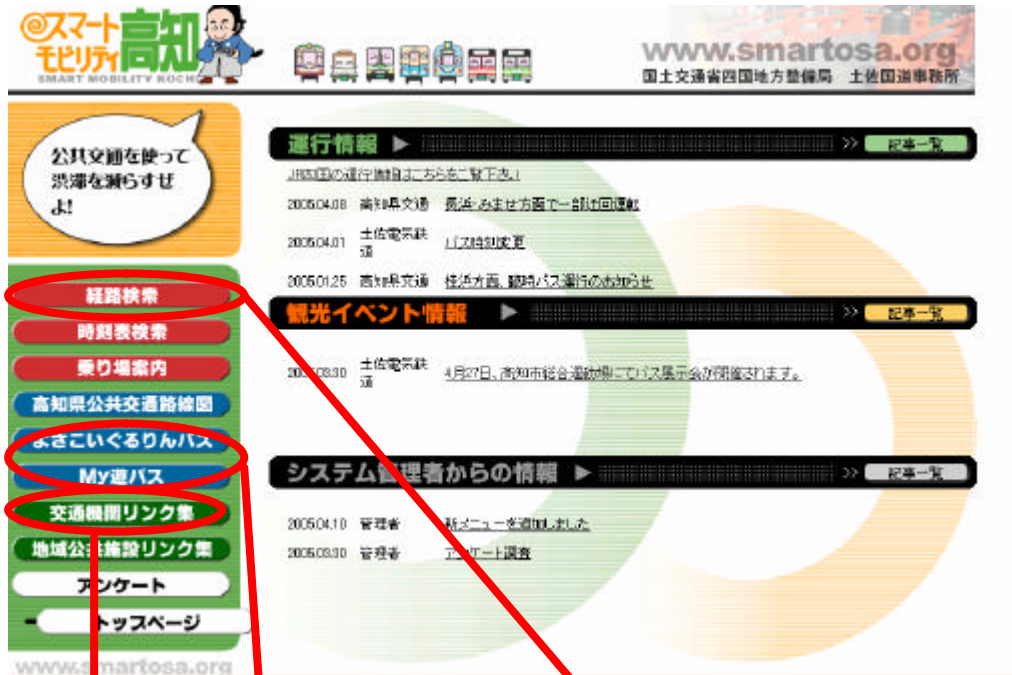 @スマート
モビリティ高知
SMART MOBILITY KOCHI
www.smartosa.org
国土交通省四国地方整備局 土佐国道事務所
公共交通を使って
渋滞を減らすぜ
よ!
運行情報 ▶ >> 記事一覧
JR四国の運行情報はこちらをご覧下さい
2005.04.08 高知県交通 長浜・みませ方面で一部迂回運転
2005.04.01 土佐電気鉄道 バス時刻変更
2005.01.25 高知県交通 桂浜方面、臨時バス運行のお知らせ
観光イベント情報 ▶ >> 記事一覧
2005.03.30 土佐電気鉄道 4月27日、高知市総合運動場にてバス展示会が開催されます。
システム管理者からの情報 ▶ >> 記事一覧
2005.04.10 管理者 新メニューを追加しました
2005.03.30 管理者 アンケート調査
経路検索
時刻表検索
乗り場案内
高知県公共交通路線図
よさこいぐるりんバス
My遊バス
交通機関リンク集
地域公共施設リンク集
アンケート
トップページ
www.smartosa.org